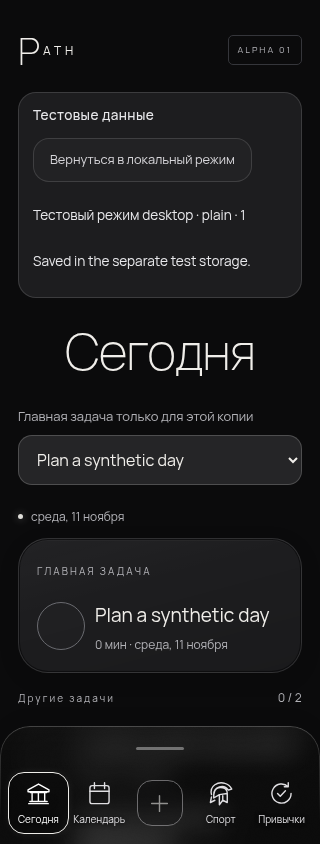 PATH
ALPHA 01
Тестовые данные
Вернуться в локальный режим
Тестовый режим desktop · plain · 1
Saved in the separate test storage.
Сегодня
Главная задача только для этой копии
Plan a synthetic day
среда, 11 ноября
ГЛАВНАЯ ЗАДАЧА
Plan a synthetic day
0 мин · среда, 11 ноября
Другие задачи 0 / 2
Сегодня Календарь Спорт Привычки